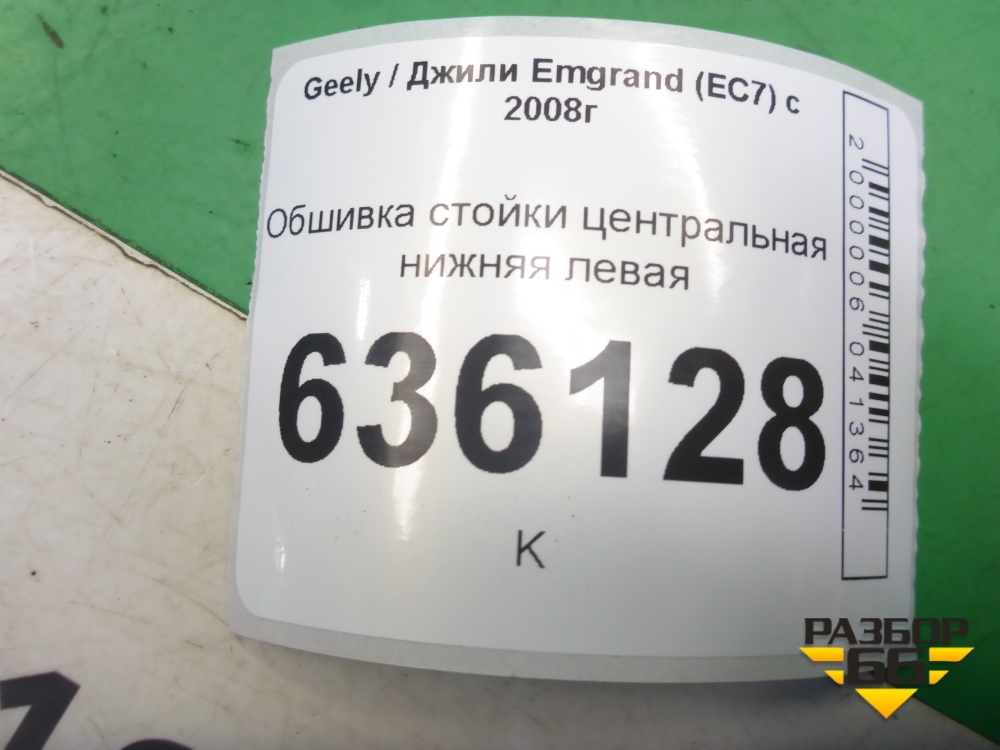 Geely / Джили Emgrand (EC7) с
2008г
Обшивка стойки центральная
нижняя левая
636128
К
2000006041364
РАЗБОР
66